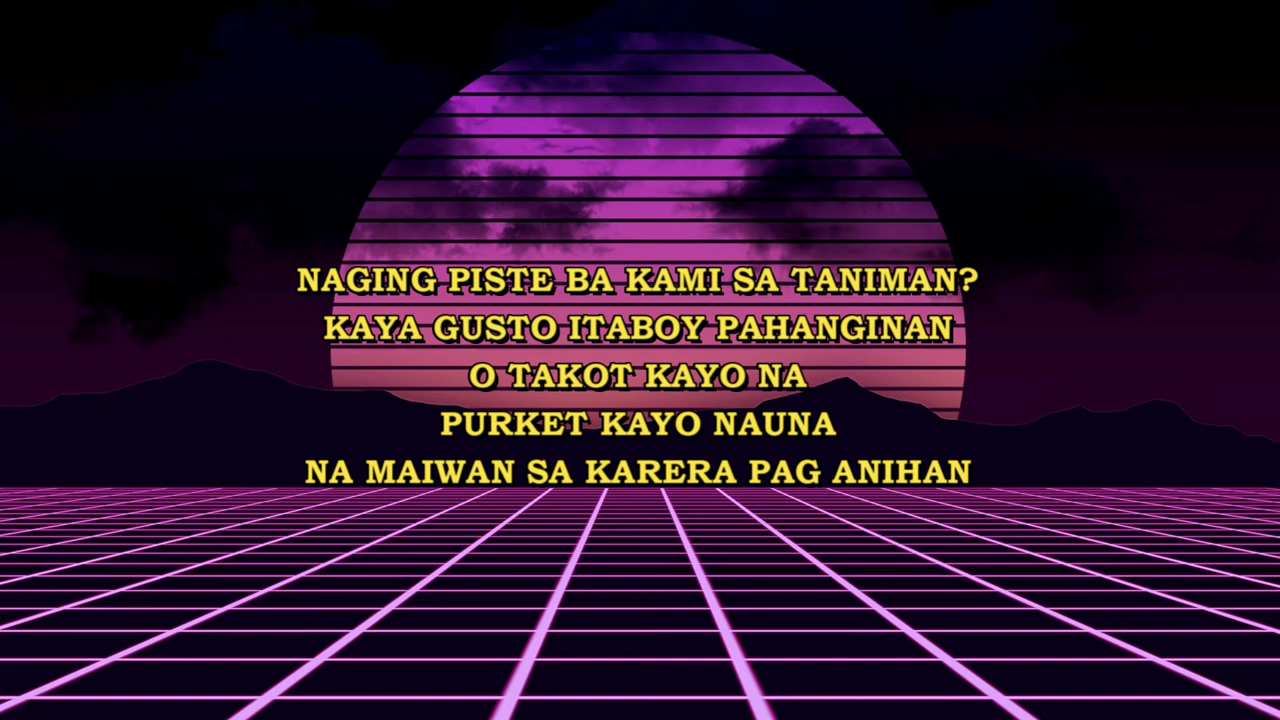 NAGING PISTE BA KAMI SA TANIMAN?
KAYA GUSTO ITABOY PAHANGINAN
O TAKOT KAYO NA
PURKET KAYO NAUNA
NA MAIWAN SA KARERA PAG ANIHAN